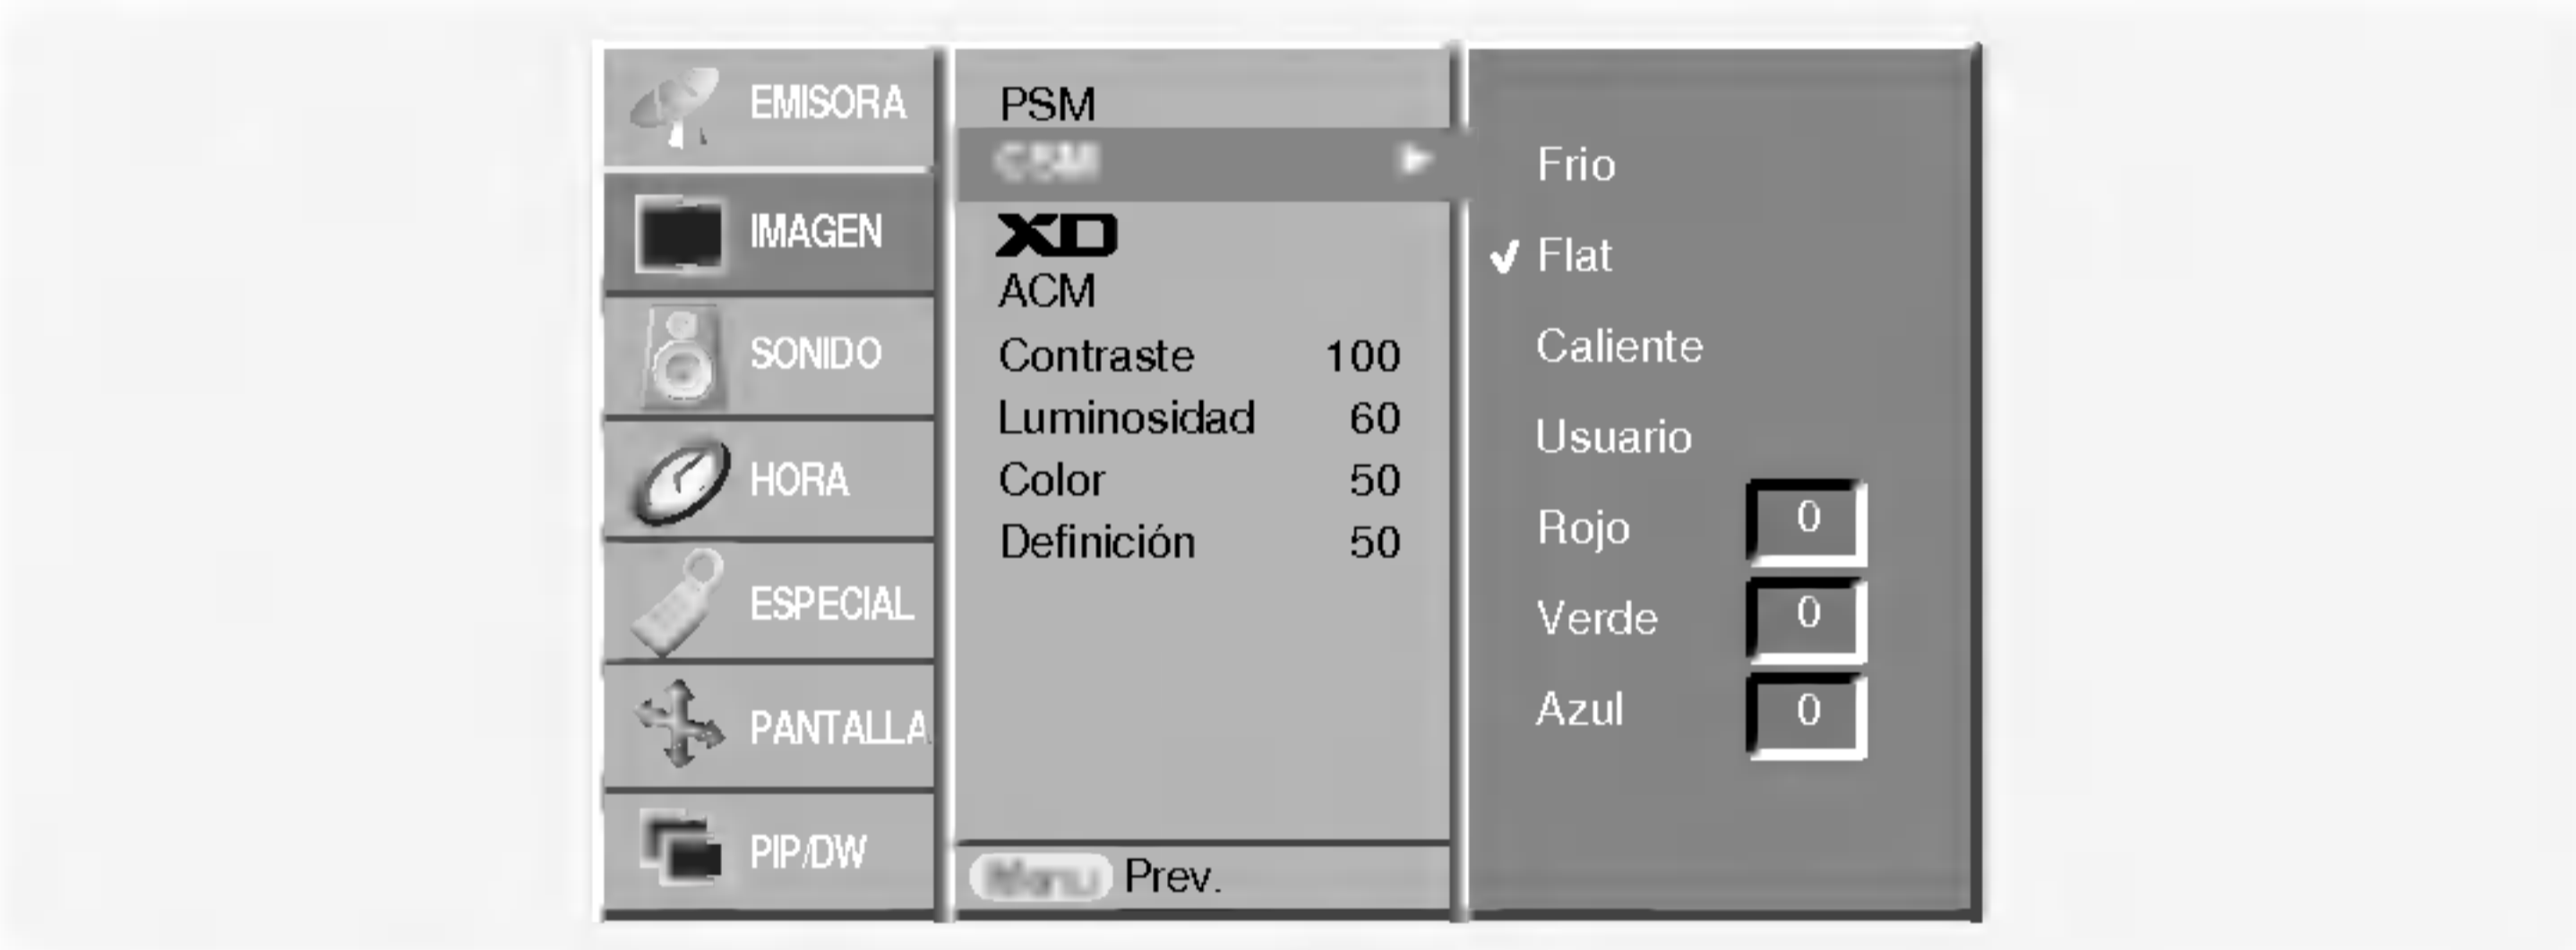 EMISORA
IMAGEN
SONIDO
HORA
ESPECIAL
PANTALLA
PIP/DW
PSM
XD
ACM
Contraste 100
Luminosidad 60
Color 50
Definición 50
Prev.
Frio
Flat
Caliente
Usuario
Rojo 0
Verde 0
Azul 0